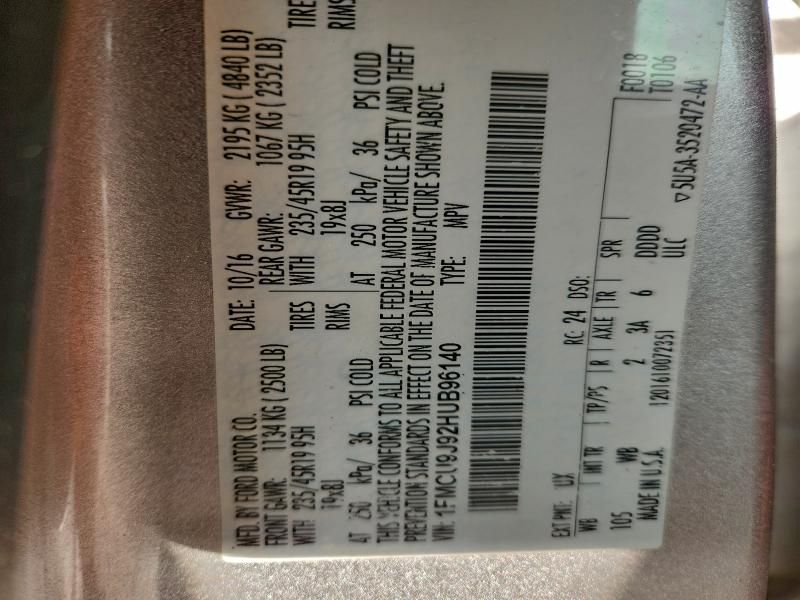 MFD. BY FORD MOTOR CO. DATE: 10/16 GVWR: 2195 KG ( 4840 LB)
FRONT GAWR: 1134 KG ( 2500 LB) REAR GAWR: 1067 KG ( 2352 LB)
WITH 235/45R19 95H TIRES WITH 235/45R19 95H TIRE
19x8J RIMS 19x8J RIMS
AT 250 kPa/ 36 PSI COLD AT 250 kPa/ 36 PSI COLD
THIS VEHICLE CONFORMS TO ALL APPLICABLE FEDERAL MOTOR VEHICLE SAFETY AND THEFT
PREVENTION STANDARDS IN EFFECT ON THE DATE OF MANUFACTURE SHOWN ABOVE.
VIN: 1FMCU9J92HUB96140 TYPE: MPV
F0018
T0106
EXT PNT: UX RC: 24 DSO:
WB INT TR TP/PS R AXLE TR SPR
105 WB 2 3A 6 DDDD
ULC
MADE IN U.S.A. 120161007235l ▽5U5A-3520472-AA